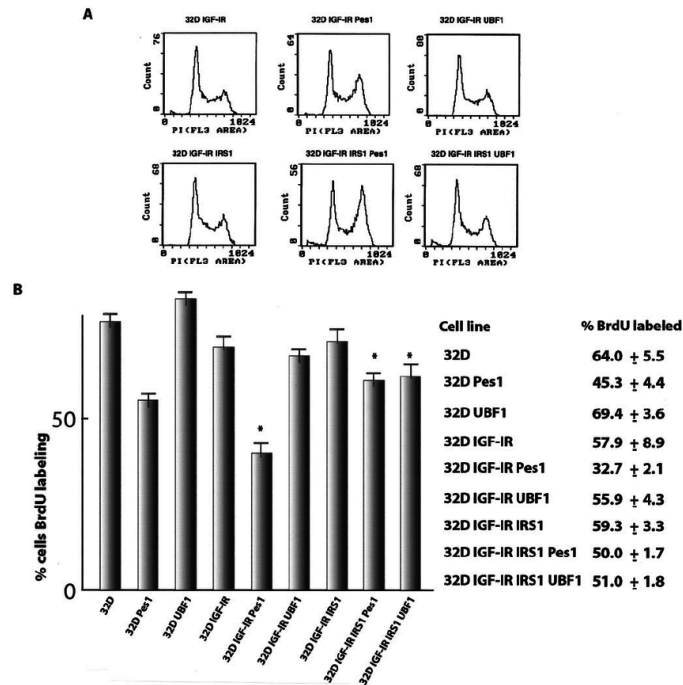 A
32D IGF-IR
32D IGF-IR Pes1
32D IGF-IR UBF1
76
Count
0
0 1024
PI(FL3 AREA)
64
Count
0
0 1024
PI(FL3 AREA)
Count
0
0 1024
PI(FL3 AREA)
32D IGF-IR IRS1
32D IGF-IR IRS1 Pes1
32D IGF-IR IRS1 UBF1
68
Count
0
0 1024
PI(FL3 AREA)
56
Count
0
0 1024
PI(FL3 AREA)
68
Count
0
0 1024
PI(FL3 AREA)
B
% cells BrdU labeling
50
0
*
*
*
32D
32D Pes1
32D UBF1
32D IGF-IR
32D IGF-IR Pes1
32D IGF-IR UBF1
32D IGF-IR IRS1
32D IGF-IR IRS1 Pes1
32D IGF-IR IRS1 UBF1
Cell line % BrdU labeled
32D 64.0 ± 5.5
32D Pes1 45.3 ± 4.4
32D UBF1 69.4 ± 3.6
32D IGF-IR 57.9 ± 8.9
32D IGF-IR Pes1 32.7 ± 2.1
32D IGF-IR UBF1 55.9 ± 4.3
32D IGF-IR IRS1 59.3 ± 3.3
32D IGF-IR IRS1 Pes1 50.0 ± 1.7
32D IGF-IR IRS1 UBF1 51.0 ± 1.8